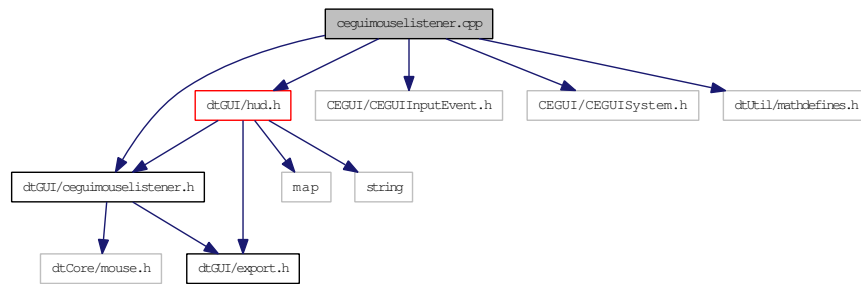 ceguimouselistener.cpp
dtGUI/hud.h
CEGUI/CEGUIInputEvent.h
CEGUI/CEGUISystem.h
dtUtil/mathdefines.h
dtGUI/ceguimouselistener.h
map
string
dtCore/mouse.h
dtGUI/export.h